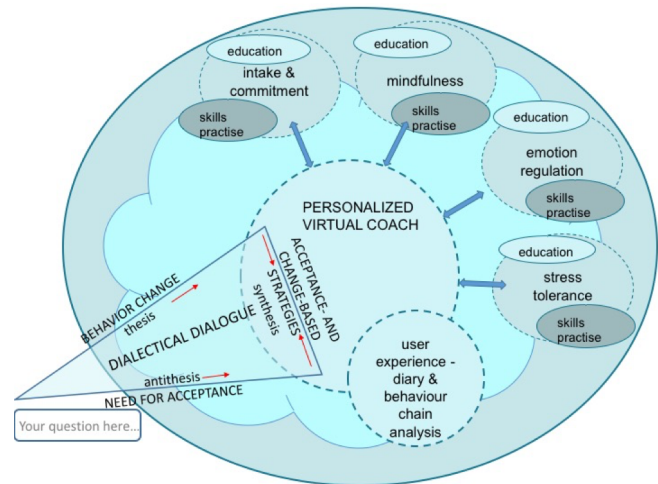 education
intake &
commitment
skills
practise
education
mindfulness
skills
practise
education
emotion
regulation
skills
practise
education
stress
tolerance
skills
practise
PERSONALIZED
VIRTUAL COACH
ACCEPTANCE- AND
CHANGE-BASED
STRATEGIES
synthesis
BEHAVIOR CHANGE
thesis
DIALECTICAL DIALOGUE
antithesis
NEED FOR ACCEPTANCE
Your question here...
user
experience -
diary &
behaviour
chain
analysis